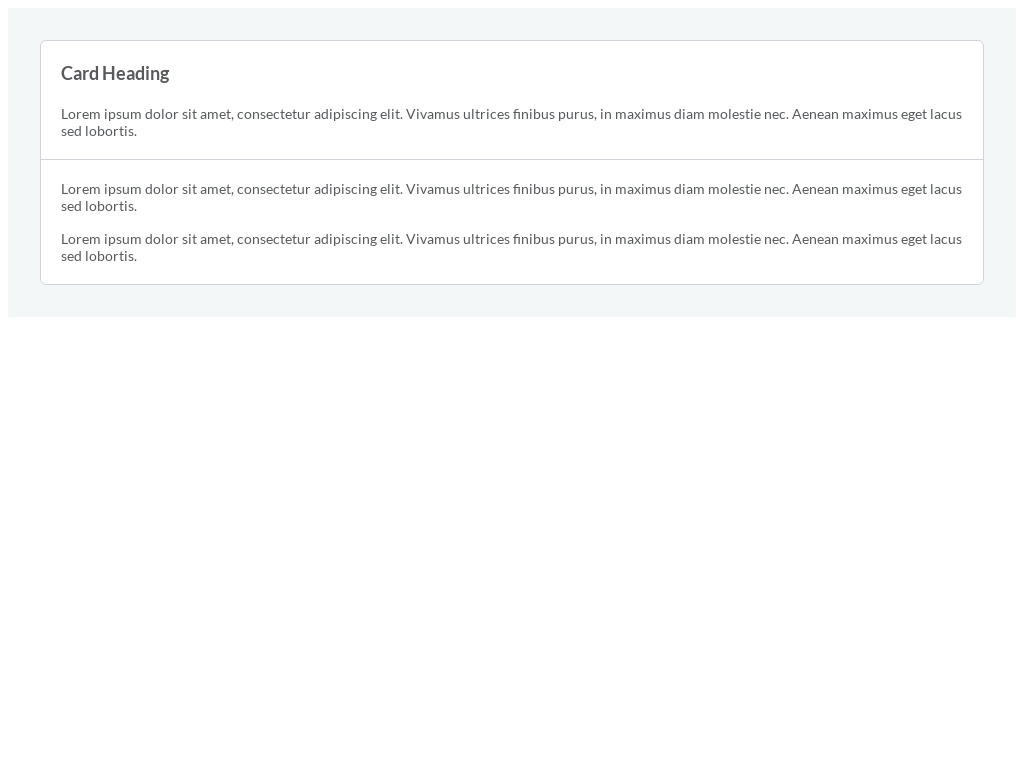 Card Heading
Lorem ipsum dolor sit amet, consectetur adipiscing elit. Vivamus ultrices finibus purus, in maximus diam molestie nec. Aenean maximus eget lacus
sed lobortis.
Lorem ipsum dolor sit amet, consectetur adipiscing elit. Vivamus ultrices finibus purus, in maximus diam molestie nec. Aenean maximus eget lacus
sed lobortis.
Lorem ipsum dolor sit amet, consectetur adipiscing elit. Vivamus ultrices finibus purus, in maximus diam molestie nec. Aenean maximus eget lacus
sed lobortis.